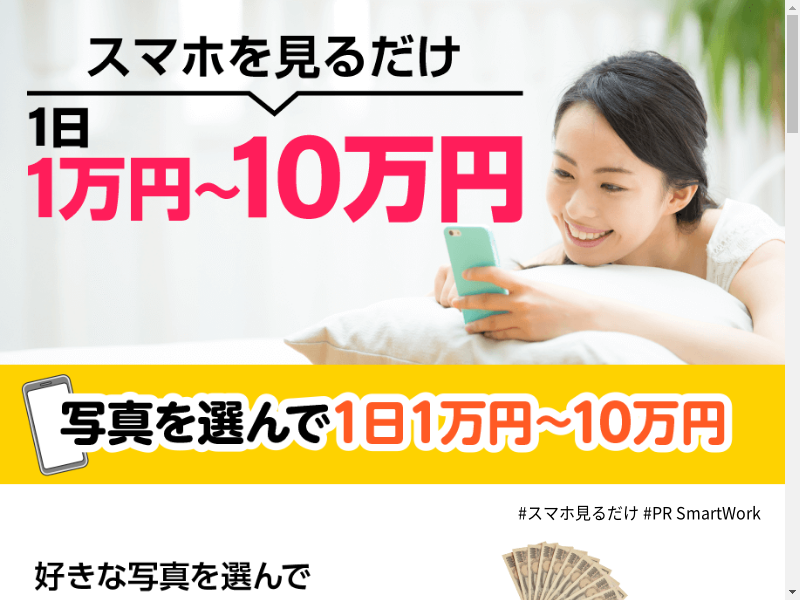 スマホを見るだけ
1日
1万円～10万円
写真を選んで1日1万円～10万円
#スマホ見るだけ #PR SmartWork
好きな写真を選んで